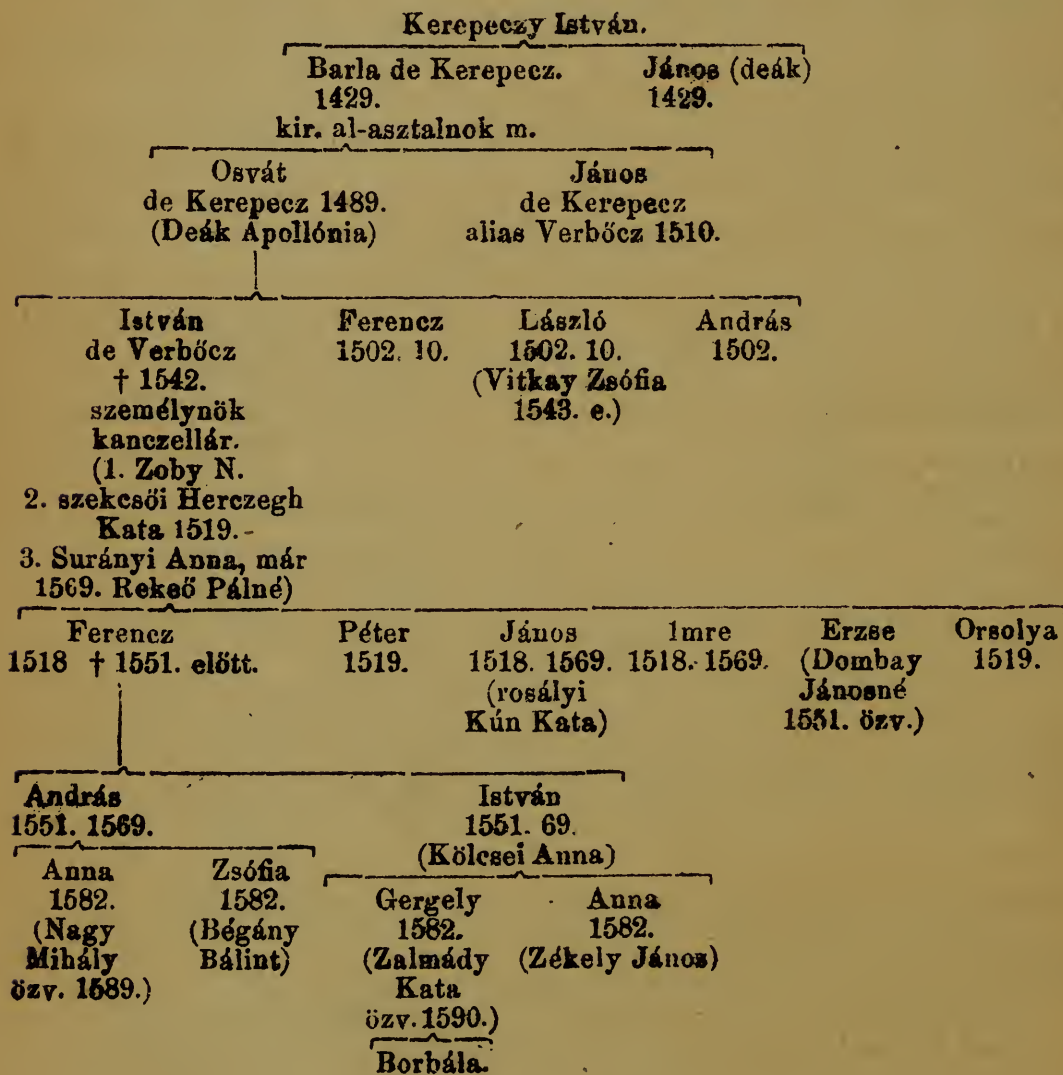 Kerepeczy István.
Barla de Kerepecz. János (deák)
1429. 1429.
kir. al-asztalnok m.
Osvát János
de Kerepecz 1489. de Kerepecz
(Deák Apollónia) alias Verbőcz 1510.
István Ferencz László András
de Verbőcz 1502. 10. 1502. 10. 1502.
† 1542. (Vitkay Zsófia
személynök 1543. e.)
kanczellár.
(1. Zoby N.
2. szekcsői Herczegh
Kata 1519.-
3. Surányi Anna, már
1569. Rekeő Pálné)
Ferencz Péter János Imre Erzse Orsolya
1518 † 1551. előtt. 1519. 1518. 1569. 1518. 1569. (Dombay 1519.
(rosályi Jánosné
Kún Kata) 1551. özv.)
András István
1551. 1569. 1551. 69.
(Kölcsei Anna)
Anna Zsófia
1582. 1582.
(Nagy (Bégány
Mihály Bálint)
özv. 1589.)
Gergely Anna
1582. 1582.
(Zalmády (Zékely János)
Kata
özv. 1590.)
Borbála.